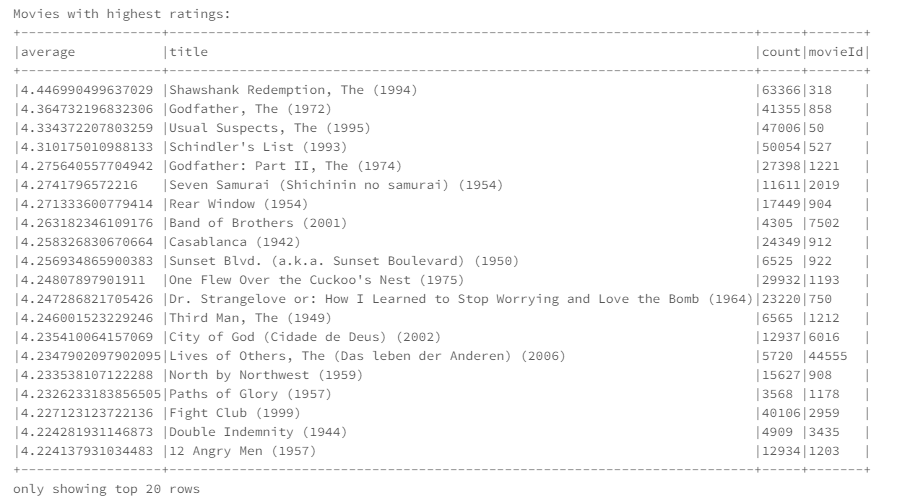 Movies with highest ratings:
+------------------+--------------------------------------------------------------------------+-----+-------+
|average           |title                                                                     |count|movieId|
+------------------+--------------------------------------------------------------------------+-----+-------+
|4.446990499637029 |Shawshank Redemption, The (1994)                                          |63366|318    |
|4.364732196832306 |Godfather, The (1972)                                                     |41355|858    |
|4.334372207803259 |Usual Suspects, The (1995)                                                |47006|50     |
|4.310175010988133 |Schindler's List (1993)                                                   |50054|527    |
|4.275640557704942 |Godfather: Part II, The (1974)                                            |27398|1221   |
|4.2741796572216   |Seven Samurai (Shichinin no samurai) (1954)                               |11611|2019   |
|4.271333600779414 |Rear Window (1954)                                                        |17449|904    |
|4.263182346109176 |Band of Brothers (2001)                                                   |4305 |7502   |
|4.258326830670664 |Casablanca (1942)                                                         |24349|912    |
|4.256934865900383 |Sunset Blvd. (a.k.a. Sunset Boulevard) (1950)                             |6525 |922    |
|4.24807897901911  |One Flew Over the Cuckoo's Nest (1975)                                    |29932|1193   |
|4.247286821705426 |Dr. Strangelove or: How I Learned to Stop Worrying and Love the Bomb (1964)|23220|750    |
|4.246001523229246 |Third Man, The (1949)                                                     |6565 |1212   |
|4.235410064157069 |City of God (Cidade de Deus) (2002)                                       |12937|6016   |
|4.2347902097902095|Lives of Others, The (Das leben der Anderen) (2006)                       |5720 |44555  |
|4.233538107122288 |North by Northwest (1959)                                                 |15627|908    |
|4.2326233183856505|Paths of Glory (1957)                                                     |3568 |1178   |
|4.227123123722136 |Fight Club (1999)                                                         |40106|2959   |
|4.224281931146873 |Double Indemnity (1944)                                                   |4909 |3435   |
|4.224137931034483 |12 Angry Men (1957)                                                       |12934|1203   |
+------------------+--------------------------------------------------------------------------+-----+-------+
only showing top 20 rows